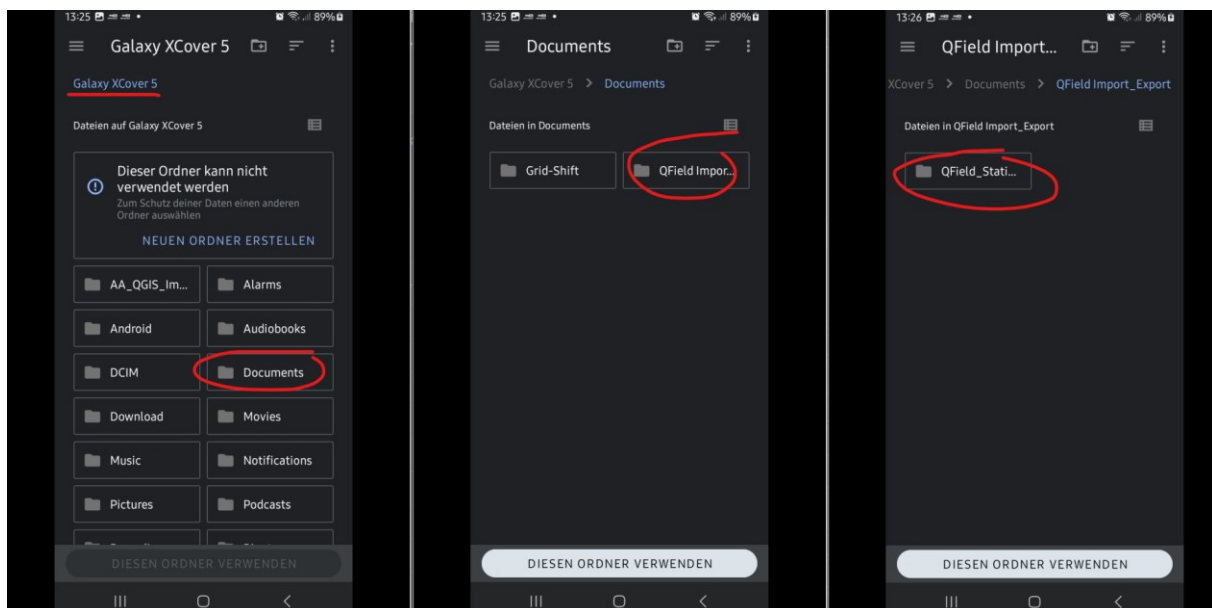 13:25
89%
Galaxy XCover 5
Galaxy XCover 5
Dateien auf Galaxy XCover 5
Dieser Ordner kann nicht
verwendet werden
Zum Schutz deiner Daten einen anderen
Ordner auswählen
NEUEN ORDNER ERSTELLEN
AA_QGIS_Im...
Alarms
Android
Audiobooks
DCIM
Documents
Download
Movies
Music
Notifications
Pictures
Podcasts
DIESEN ORDNER VERWENDEN
13:25
89%
Documents
Galaxy XCover 5 > Documents
Dateien in Documents
Grid-Shift
QField Impor...
DIESEN ORDNER VERWENDEN
13:26
89%
QField Import...
XCover 5 > Documents > QField Import_Export
Dateien in QField Import_Export
QField_Stati...
DIESEN ORDNER VERWENDEN